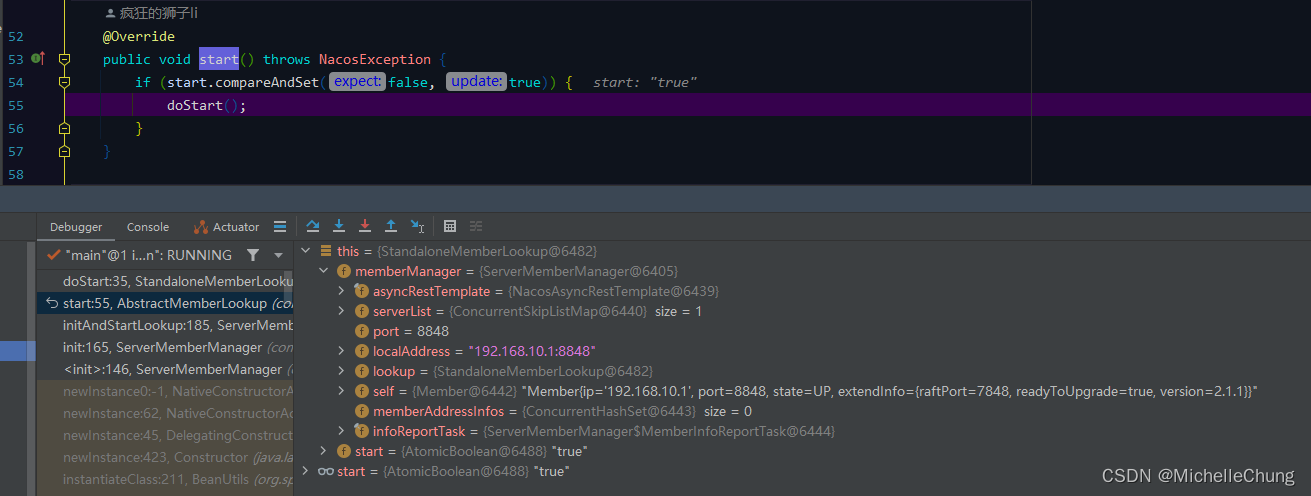 疯狂的狮子li
52 @Override
53 public void start() throws NacosException {
54 if (start.compareAndSet( expect: false, update: true)) { start: "true"
55 doStart();
56 }
57 }
58
Debugger Console Actuator
"main"@1 i...n": RUNNING
doStart:35, StandaloneMemberLooku
start:55, AbstractMemberLookup (co
initAndStartLookup:185, ServerMemb
init:165, ServerMemberManager (com
<init>:146, ServerMemberManager (c
newInstance0:-1, NativeConstructorA
newInstance:62, NativeConstructorAc
newInstance:45, DelegatingConstruct
newInstance:423, Constructor (java.la
instantiateClass:211, BeanUtils (org.sp
this = {StandaloneMemberLookup@6482}
memberManager = {ServerMemberManager@6405}
asyncRestTemplate = {NacosAsyncRestTemplate@6439}
serverList = {ConcurrentSkipListMap@6440} size = 1
port = 8848
localAddress = "192.168.10.1:8848"
lookup = {StandaloneMemberLookup@6482}
self = {Member@6442} "Member{ip='192.168.10.1', port=8848, state=UP, extendInfo={raftPort=7848, readyToUpgrade=true, version=2.1.1}}"
memberAddressInfos = {ConcurrentHashSet@6443} size = 0
infoReportTask = {ServerMemberManager$MemberInfoReportTask@6444}
start = {AtomicBoolean@6488} "true"
start = {AtomicBoolean@6488} "true"
CSDN @MichelleChung